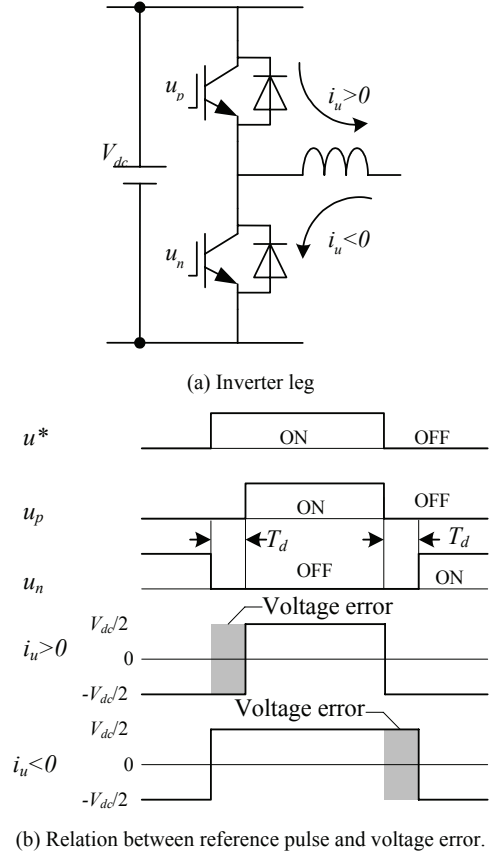 u_p
i_u>0
V_dc
u_n
i_u<0
(a) Inverter leg
u*
ON
OFF
u_p
ON
OFF
T_d
T_d
u_n
OFF
ON
Voltage error
i_u>0
V_dc/2
0
-V_dc/2
Voltage error
i_u<0
V_dc/2
0
-V_dc/2
(b) Relation between reference pulse and voltage error.